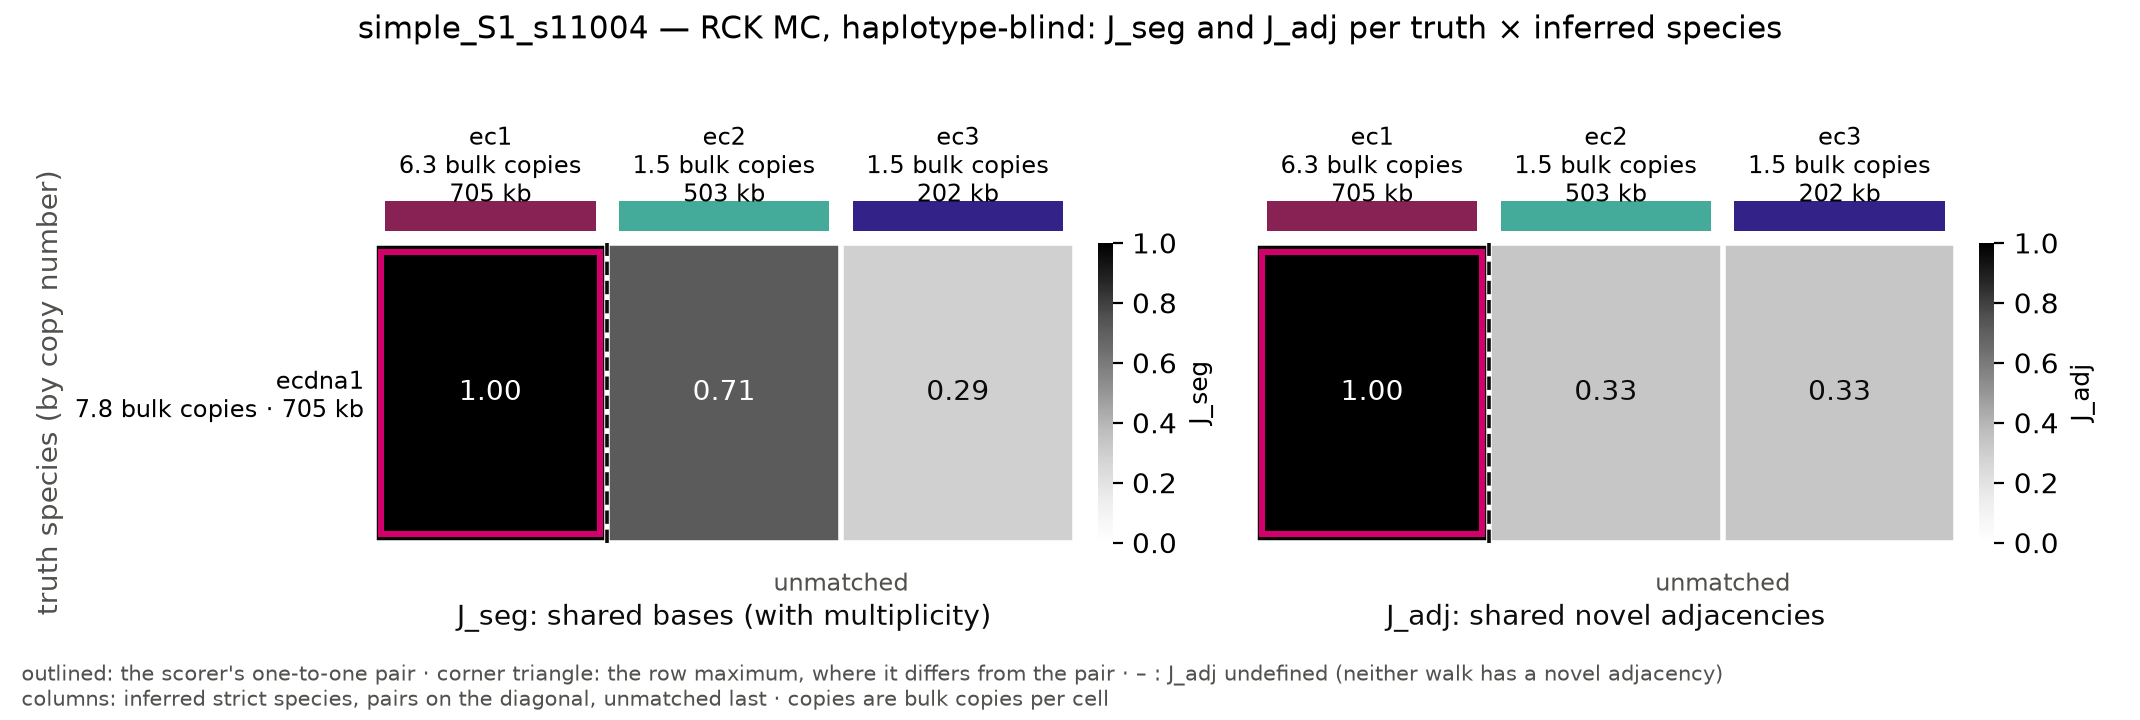 simple_S1_s11004 — RCK MC, haplotype-blind: J_seg and J_adj per truth × inferred species
truth species (by copy number)
ecdna1
7.8 bulk copies · 705 kb
ec1
6.3 bulk copies
705 kb
ec2
1.5 bulk copies
503 kb
ec3
1.5 bulk copies
202 kb
1.00
0.71
0.29
unmatched
J_seg: shared bases (with multiplicity)
1.0
0.8
0.6
0.4
0.2
0.0
J_seg
ec1
6.3 bulk copies
705 kb
ec2
1.5 bulk copies
503 kb
ec3
1.5 bulk copies
202 kb
1.00
0.33
0.33
unmatched
J_adj: shared novel adjacencies
1.0
0.8
0.6
0.4
0.2
0.0
J_adj
outlined: the scorer's one-to-one pair · corner triangle: the row maximum, where it differs from the pair · – : J_adj undefined (neither walk has a novel adjacency)
columns: inferred strict species, pairs on the diagonal, unmatched last · copies are bulk copies per cell